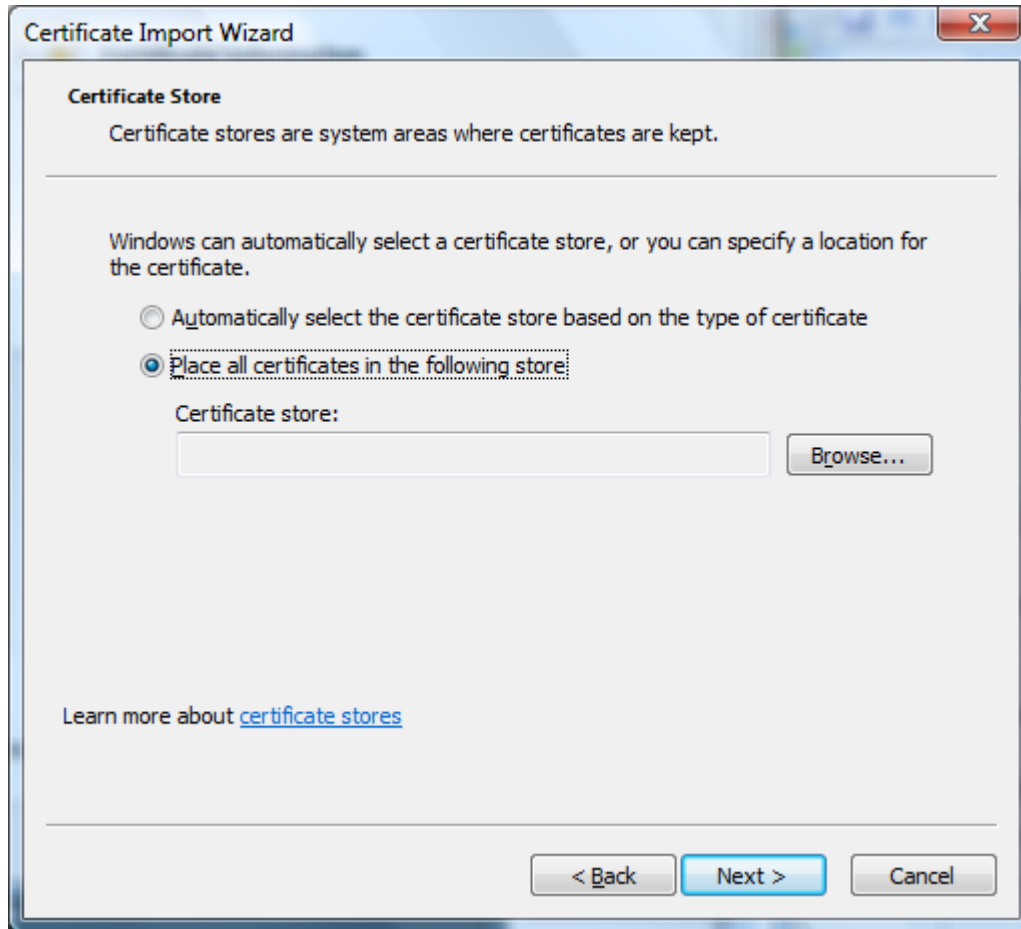 Certificate Import Wizard
Certificate Store
Certificate stores are system areas where certificates are kept.
Windows can automatically select a certificate store, or you can specify a location for
the certificate.
Automatically select the certificate store based on the type of certificate
Place all certificates in the following store
Certificate store:
Browse...
Learn more about certificate stores
< Back Next > Cancel